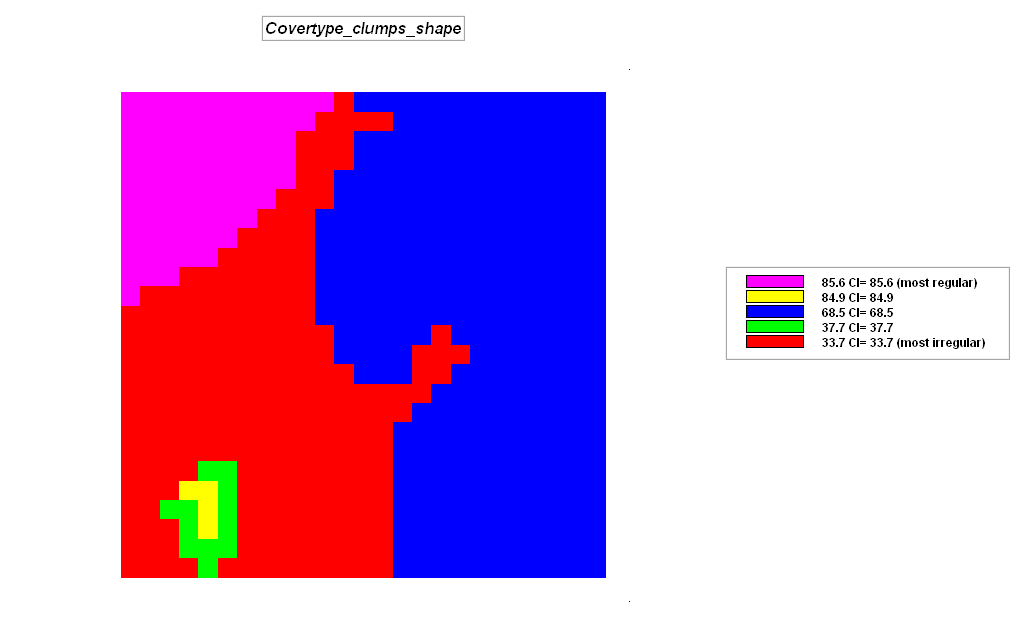 Covertype_clumps_shape
85.6 CI= 85.6 (most regular)
84.9 CI= 84.9
68.5 CI= 68.5
37.7 CI= 37.7
33.7 CI= 33.7 (most irregular)